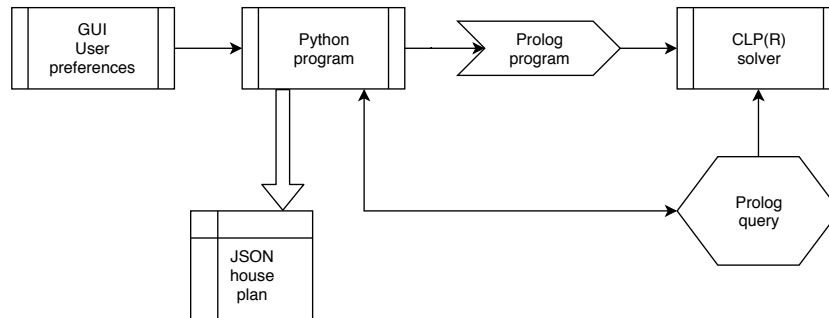 GUI
User
preferences
Python
program
Prolog
program
CLP(R)
solver
Prolog
query
JSON
house
plan